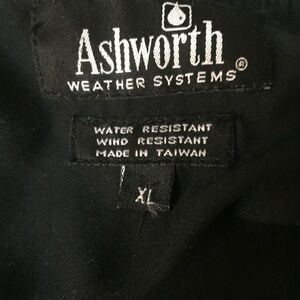 Ashworth®
WEATHER SYSTEMS
WATER RESISTANT
WIND RESISTANT
MADE IN TAIWAN
XL